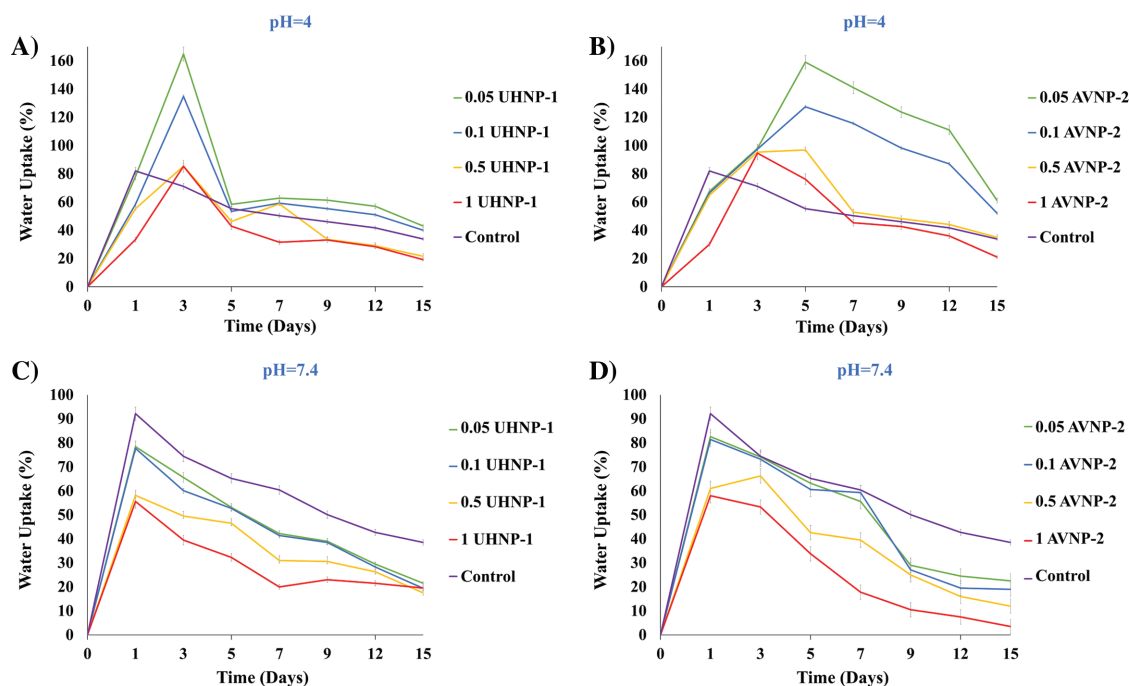 A)
pH=4
Water Uptake (%)
160
140
120
100
80
60
40
20
0
0 1 3 5 7 9 12 15
Time (Days)
0.05 UHNP-1
0.1 UHNP-1
0.5 UHNP-1
1 UHNP-1
Control
B)
pH=4
Water Uptake (%)
160
140
120
100
80
60
40
20
0
0 1 3 5 7 9 12 15
Time (Days)
0.05 AVNP-2
0.1 AVNP-2
0.5 AVNP-2
1 AVNP-2
Control
C)
pH=7.4
Water Uptake (%)
100
90
80
70
60
50
40
30
20
10
0
0 1 3 5 7 9 12 15
Time (Days)
0.05 UHNP-1
0.1 UHNP-1
0.5 UHNP-1
1 UHNP-1
Control
D)
pH=7.4
Water Uptake (%)
100
90
80
70
60
50
40
30
20
10
0
0 1 3 5 7 9 12 15
Time (Days)
0.05 AVNP-2
0.1 AVNP-2
0.5 AVNP-2
1 AVNP-2
Control